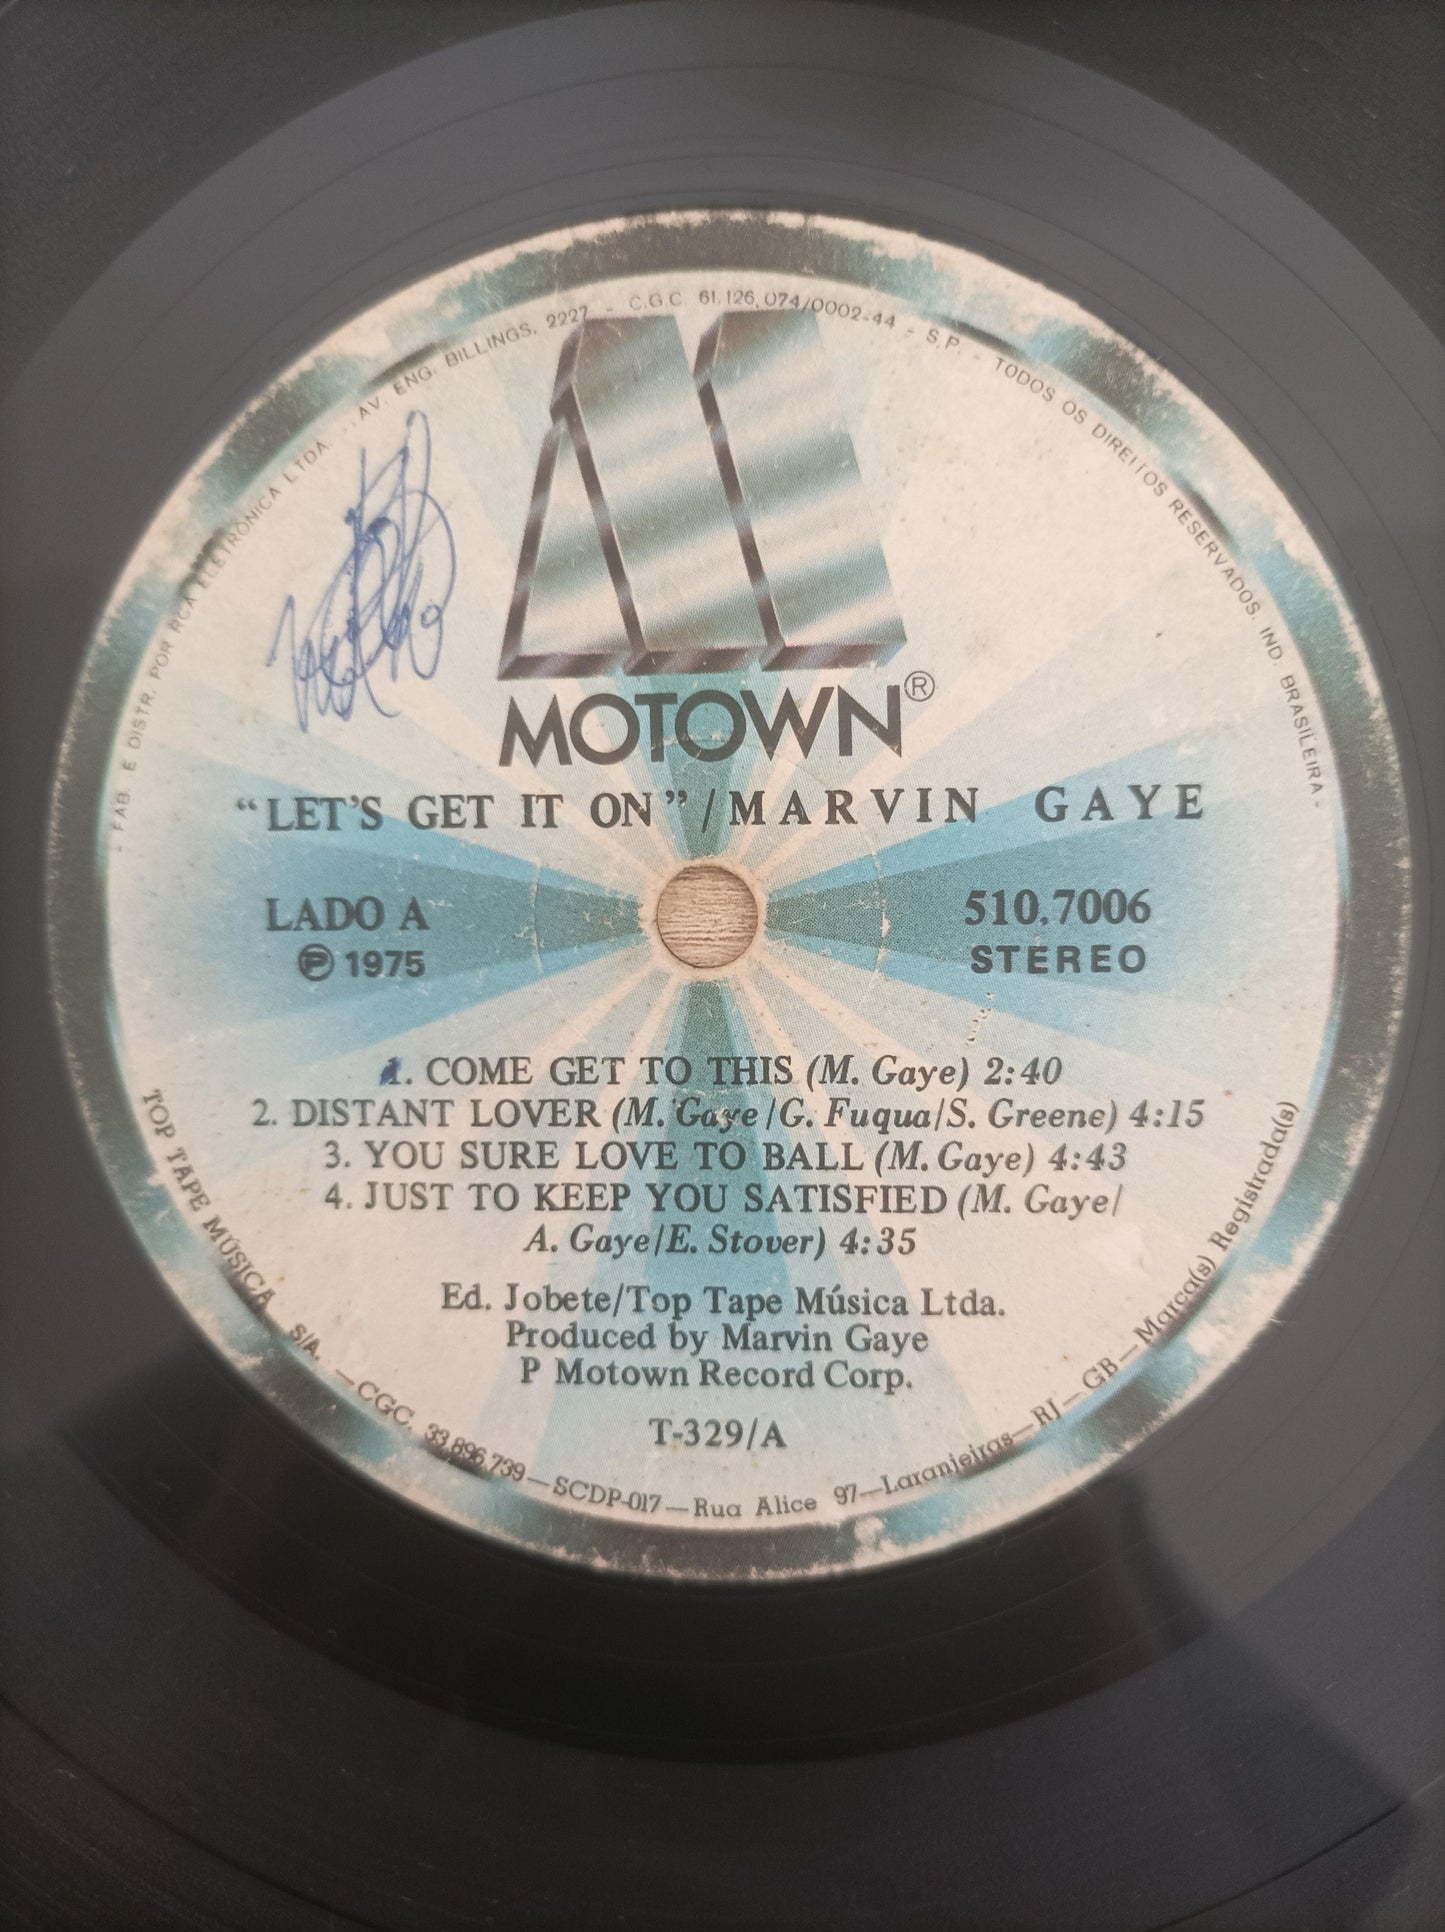 - FAB. E DISTR. POR RCA ELETRÔNICA LTDA. - AV. ENG. BILLINGS, 2227 - C.G.C. 61.126.074/0002-44 - S.P. - TODOS OS DIREITOS RESERVADOS. IND. BRASILEIRA -
MOTOWN®
"LET'S GET IT ON" / MARVIN GAYE
LADO A
℗ 1975
510.7006
STEREO
1. COME GET TO THIS (M. Gaye) 2:40
2. DISTANT LOVER (M. Gaye/G. Fuqua/S. Greene) 4:15
3. YOU SURE LOVE TO BALL (M. Gaye) 4:43
4. JUST TO KEEP YOU SATISFIED (M. Gaye/
A. Gaye/E. Stover) 4:35
Ed. Jobete/Top Tape Música Ltda.
Produced by Marvin Gaye
P Motown Record Corp.
T-329/A
TOP TAPE MÚSICA S/A. — CGC. 33.896.739 — SCDP-017 — Rua Alice 97 — Laranjeiras — RJ — GB — Marca(s) Registrada(s)